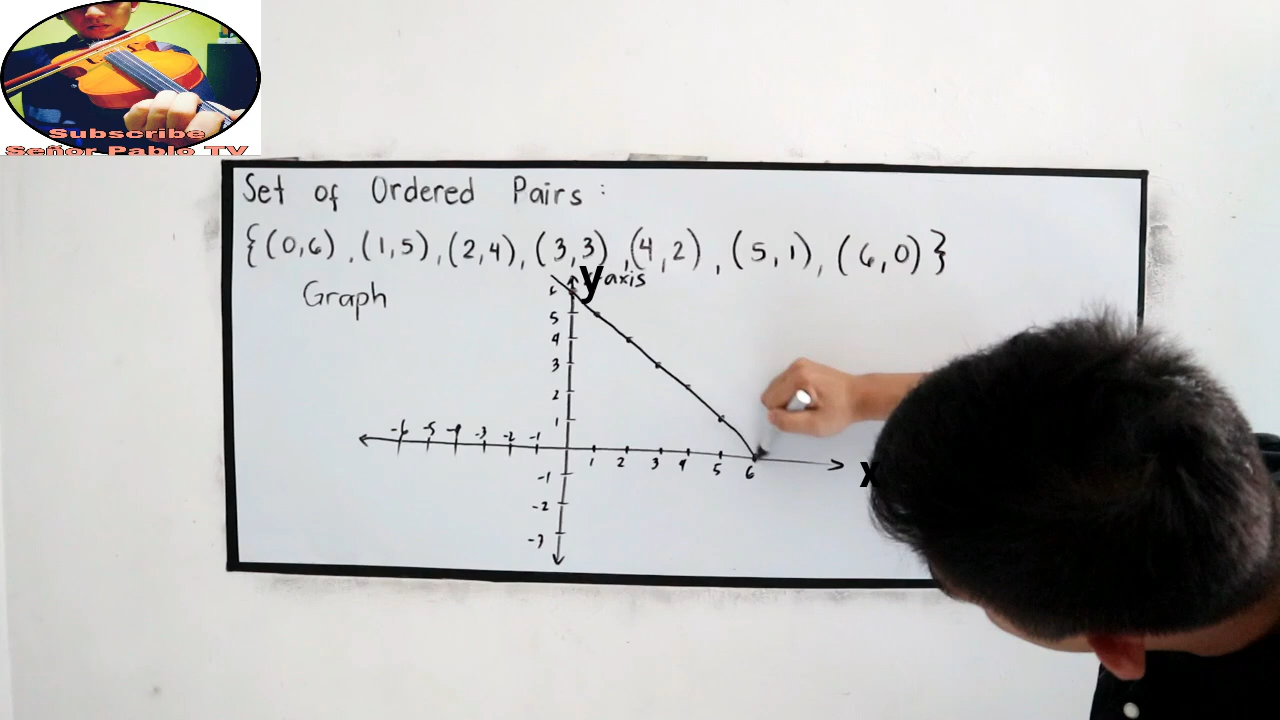 Subscribe
Señor Pablo TV
Set of Ordered Pairs :
{(0,6), (1,5), (2,4), (3,3), (4,2), (5,1), (6,0)}
Graph
y axis
6
5
4
3
2
1
-6 -5 -4 -3 -2 -1
1 2 3 4 5 6
x
-1
-2
-3